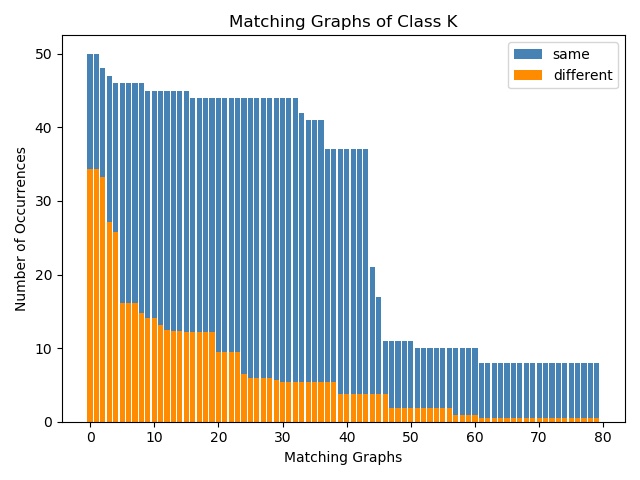 Matching Graphs of Class K
same
different
Number of Occurrences
50
40
30
20
10
0
0 10 20 30 40 50 60 70 80
Matching Graphs